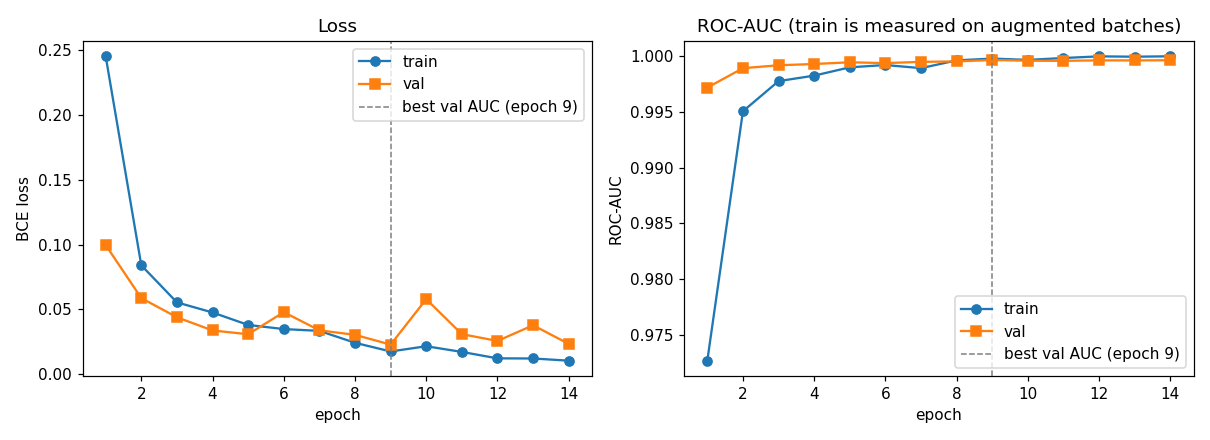 Loss
0.25
0.20
0.15
0.10
0.05
0.00
BCE loss
2
4
6
8
10
12
14
epoch
train
val
best val AUC (epoch 9)
ROC-AUC (train is measured on augmented batches)
1.000
0.995
0.990
0.985
0.980
0.975
ROC-AUC
2
4
6
8
10
12
14
epoch
train
val
best val AUC (epoch 9)